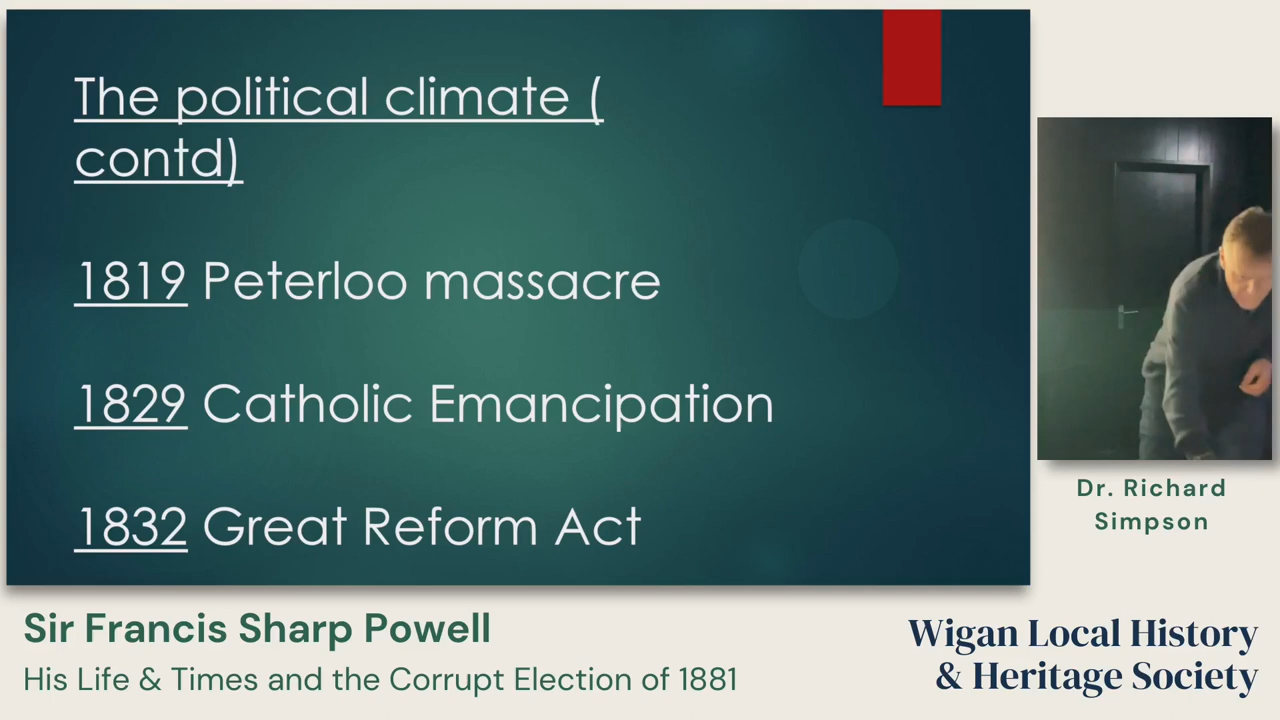 The political climate (
contd)
1819 Peterloo massacre
1829 Catholic Emancipation
1832 Great Reform Act
Dr. Richard
Simpson
Sir Francis Sharp Powell
His Life & Times and the Corrupt Election of 1881
Wigan Local History
& Heritage Society